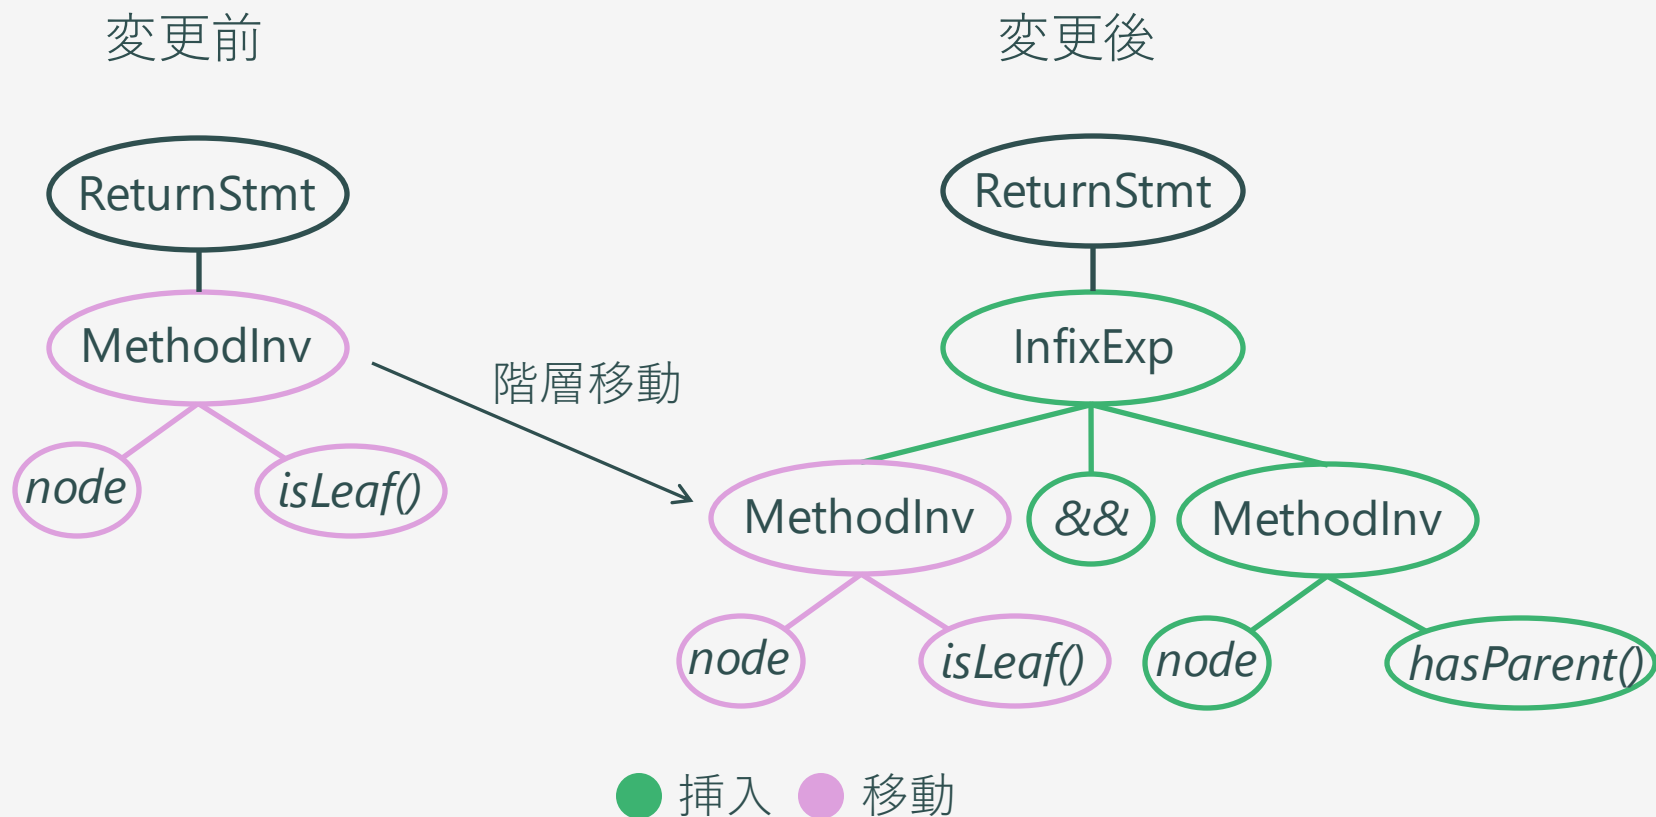 変更前
変更後
ReturnStmt
ReturnStmt
MethodInv
InfixExp
階層移動
node
isLeaf()
MethodInv
&&
MethodInv
node
isLeaf()
node
hasParent()
挿入 移動